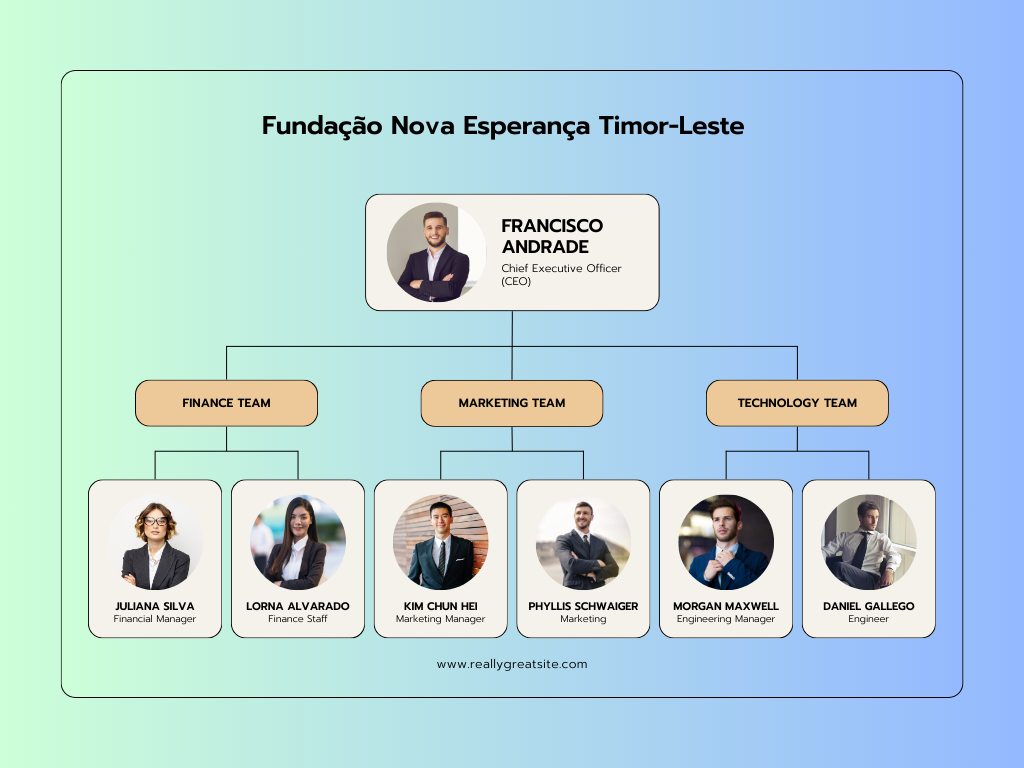 Fundação Nova Esperança Timor-Leste
FRANCISCO
ANDRADE
Chief Executive Officer
(CEO)
FINANCE TEAM
MARKETING TEAM
TECHNOLOGY TEAM
JULIANA SILVA
Financial Manager
LORNA ALVARADO
Finance Staff
KIM CHUN HEI
Marketing Manager
PHYLLIS SCHWAIGER
Marketing
MORGAN MAXWELL
Engineering Manager
DANIEL GALLEGO
Engineer
www.reallygreatsite.com